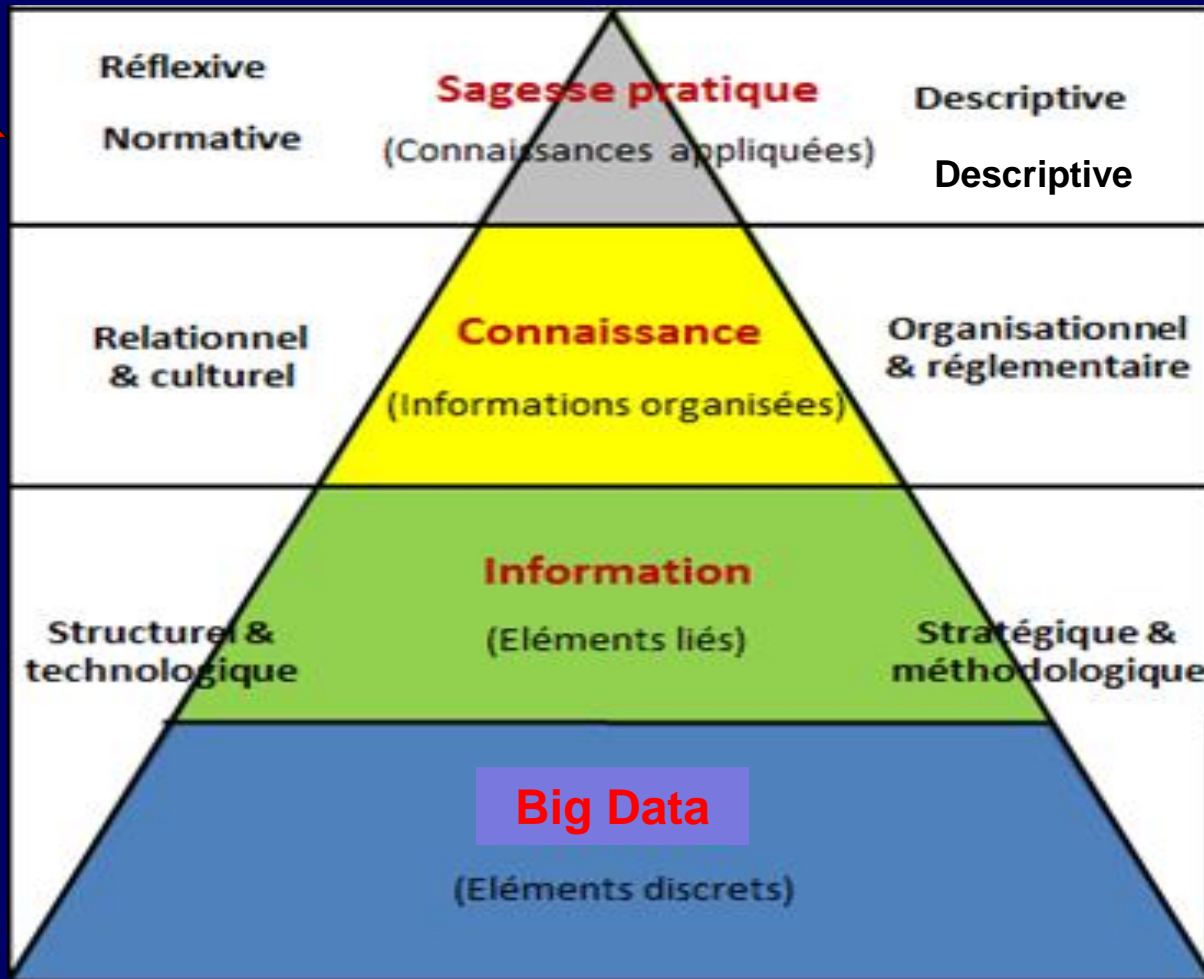 Réflexive
Normative
Sagesse pratique
(Connaissances appliquées)
Descriptive
Descriptive
Relationnel
& culturel
Connaissance
(Informations organisées)
Organisationnel
& réglementaire
Structurel &
technologique
Information
(Eléments liés)
Stratégique &
méthodologique
Big Data
(Eléments discrets)